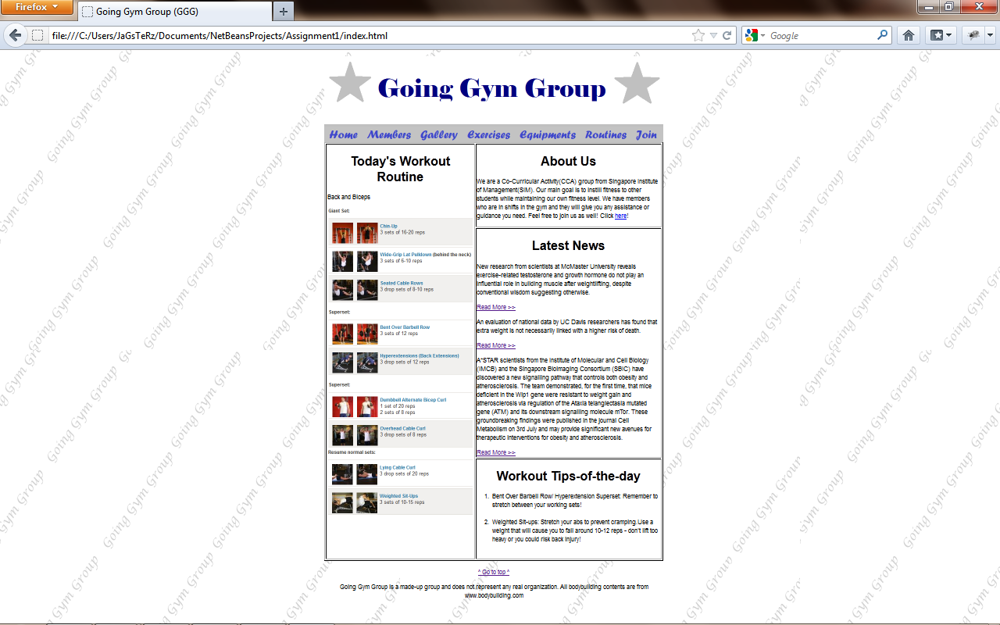 Firefox
Going Gym Group (GGG)
file:///C:/Users/JaGsTeRz/Documents/NetBeansProjects/Assignment1/index.html
Google
Going Gym Group
Home Members Gallery Exercises Equipments Routines Join
Today's Workout
Routine
Back and Biceps
Giant Set:
Chin-Up
3 sets of 16-20 reps
Wide-Grip Lat Pulldown (behind the neck)
3 sets of 6-10 reps
Seated Cable Rows
3 drop sets of 8-10 reps
Superset:
Bent Over Barbell Row
3 sets of 12 reps
Hyperextensions (Back Extensions)
3 drop sets of 12 reps
Superset:
Dumbbell Alternate Bicep Curl
1 set of 20 reps
2 sets of 8 reps
Overhead Cable Curl
3 drop sets of 8 reps
Resume normal sets:
Lying Cable Curl
3 drop sets of 20 reps
Weighted Sit-Ups
3 sets of 10-15 reps
About Us
We are a Co-Curricular Activity(CCA) group from Singapore Institute
of Management(SIM). Our main goal is to instill fitness to other
students while maintaining our own fitness level. We have members
who are in shifts in the gym and they will give you any assistance or
guidance you need. Feel free to join us as well! Click here!
Latest News
New research from scientists at McMaster University reveals
exercise-related testosterone and growth hormone do not play an
influential role in building muscle after weightlifting, despite
conventional wisdom suggesting otherwise.
Read More >>
An evaluation of national data by UC Davis researchers has found that
extra weight is not necessarily linked with a higher risk of death.
Read More >>
A*STAR scientists from the Institute of Molecular and Cell Biology
(IMCB) and the Singapore Bioimaging Consortium (SBIC) have
discovered a new signalling pathway that controls both obesity and
atherosclerosis. The team demonstrated, for the first time, that mice
deficient in the Wip1 gene were resistant to weight gain and
atherosclerosis via regulation of the Ataxia telangiectasia mutated
gene (ATM) and its downstream signalling molecule mTor. These
groundbreaking findings were published in the journal Cell
Metabolism on 3rd July and may provide significant new avenues for
therapeutic interventions for obesity and atherosclerosis.
Read More >>
Workout Tips-of-the-day
1. Bent Over Barbell Row/ Hyperextension Superset: Remember to
stretch between your working sets!
2. Weighted Sit-ups: Stretch your abs to prevent cramping.Use a
weight that will cause you to fail around 10-12 reps - don't lift too
heavy or you could risk back injury!
^ Go to top ^
Going Gym Group is a made-up group and does not represent any real organization. All bodybuilding contents are from
www.bodybuilding.com